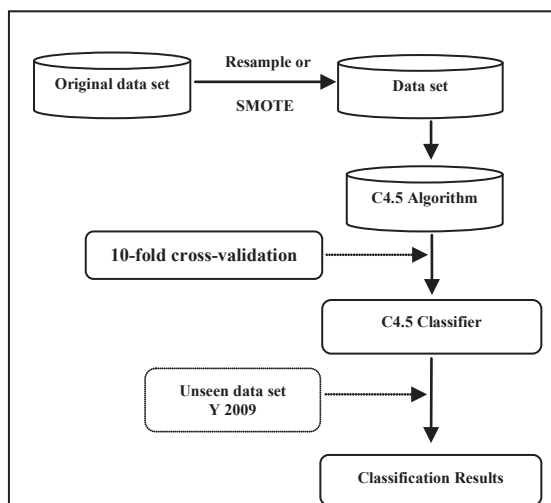 Original data set
Resample or
SMOTE
Data set
C4.5 Algorithm
10-fold cross-validation
C4.5 Classifier
Unseen data set
Y 2009
Classification Results